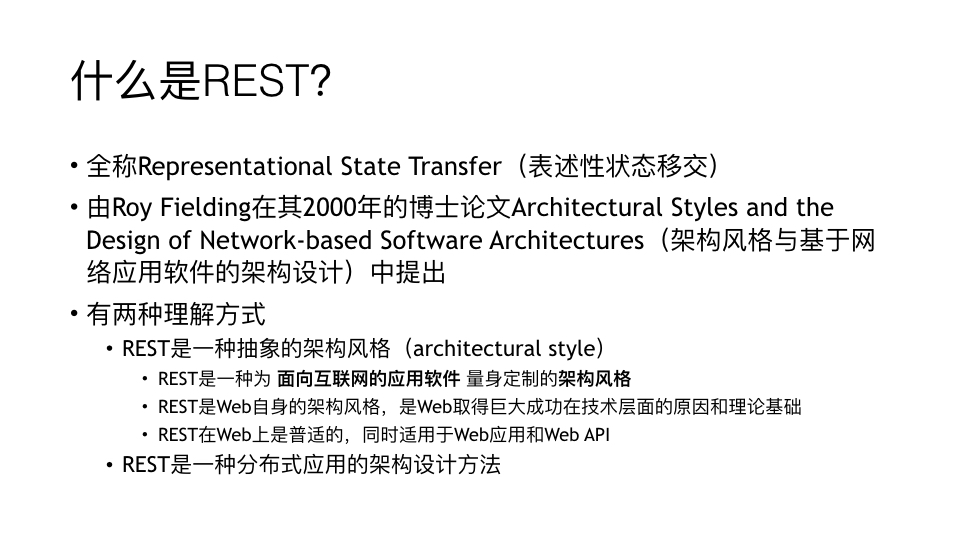 什么是REST?
• 全称Representational State Transfer（表述性状态移交）
• 由Roy Fielding在其2000年的博士论文Architectural Styles and the
Design of Network-based Software Architectures（架构风格与基于网
络应用软件的架构设计）中提出
• 有两种理解方式
• REST是一种抽象的架构风格（architectural style）
• REST是一种为 面向互联网的应用软件 量身定制的架构风格
• REST是Web自身的架构风格，是Web取得巨大成功在技术层面的原因和理论基础
• REST在Web上是普适的，同时适用于Web应用和Web API
• REST是一种分布式应用的架构设计方法